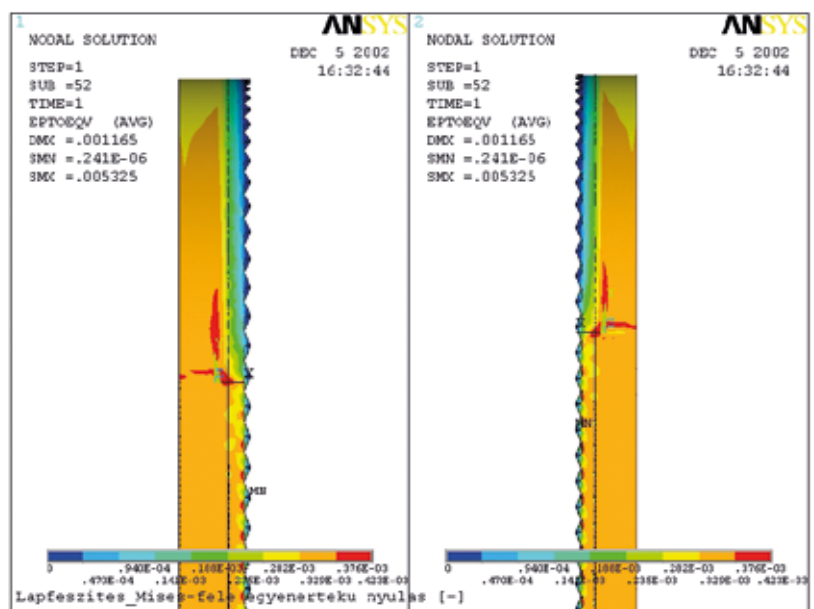 1
ANSYS
NODAL SOLUTION
DEC 5 2002
16:32:44
STEP=1
SUB =52
TIME=1
EPTOEQV (AVG)
DMX =.001165
SMN =.241E-06
SMX =.005325
MN
0 .940E-04 .188E-03 .282E-03 .376E-03
.470E-04 .141E-03 .235E-03 .329E-03 .423E-03
2
ANSYS
NODAL SOLUTION
DEC 5 2002
16:32:44
STEP=1
SUB =52
TIME=1
EPTOEQV (AVG)
DMX =.001165
SMN =.241E-06
SMX =.005325
MN
0 .940E-04 .188E-03 .282E-03 .376E-03
.470E-04 .141E-03 .235E-03 .329E-03 .423E-03
Lapfeszites_Mises-fele egyenerteku nyulas [-]